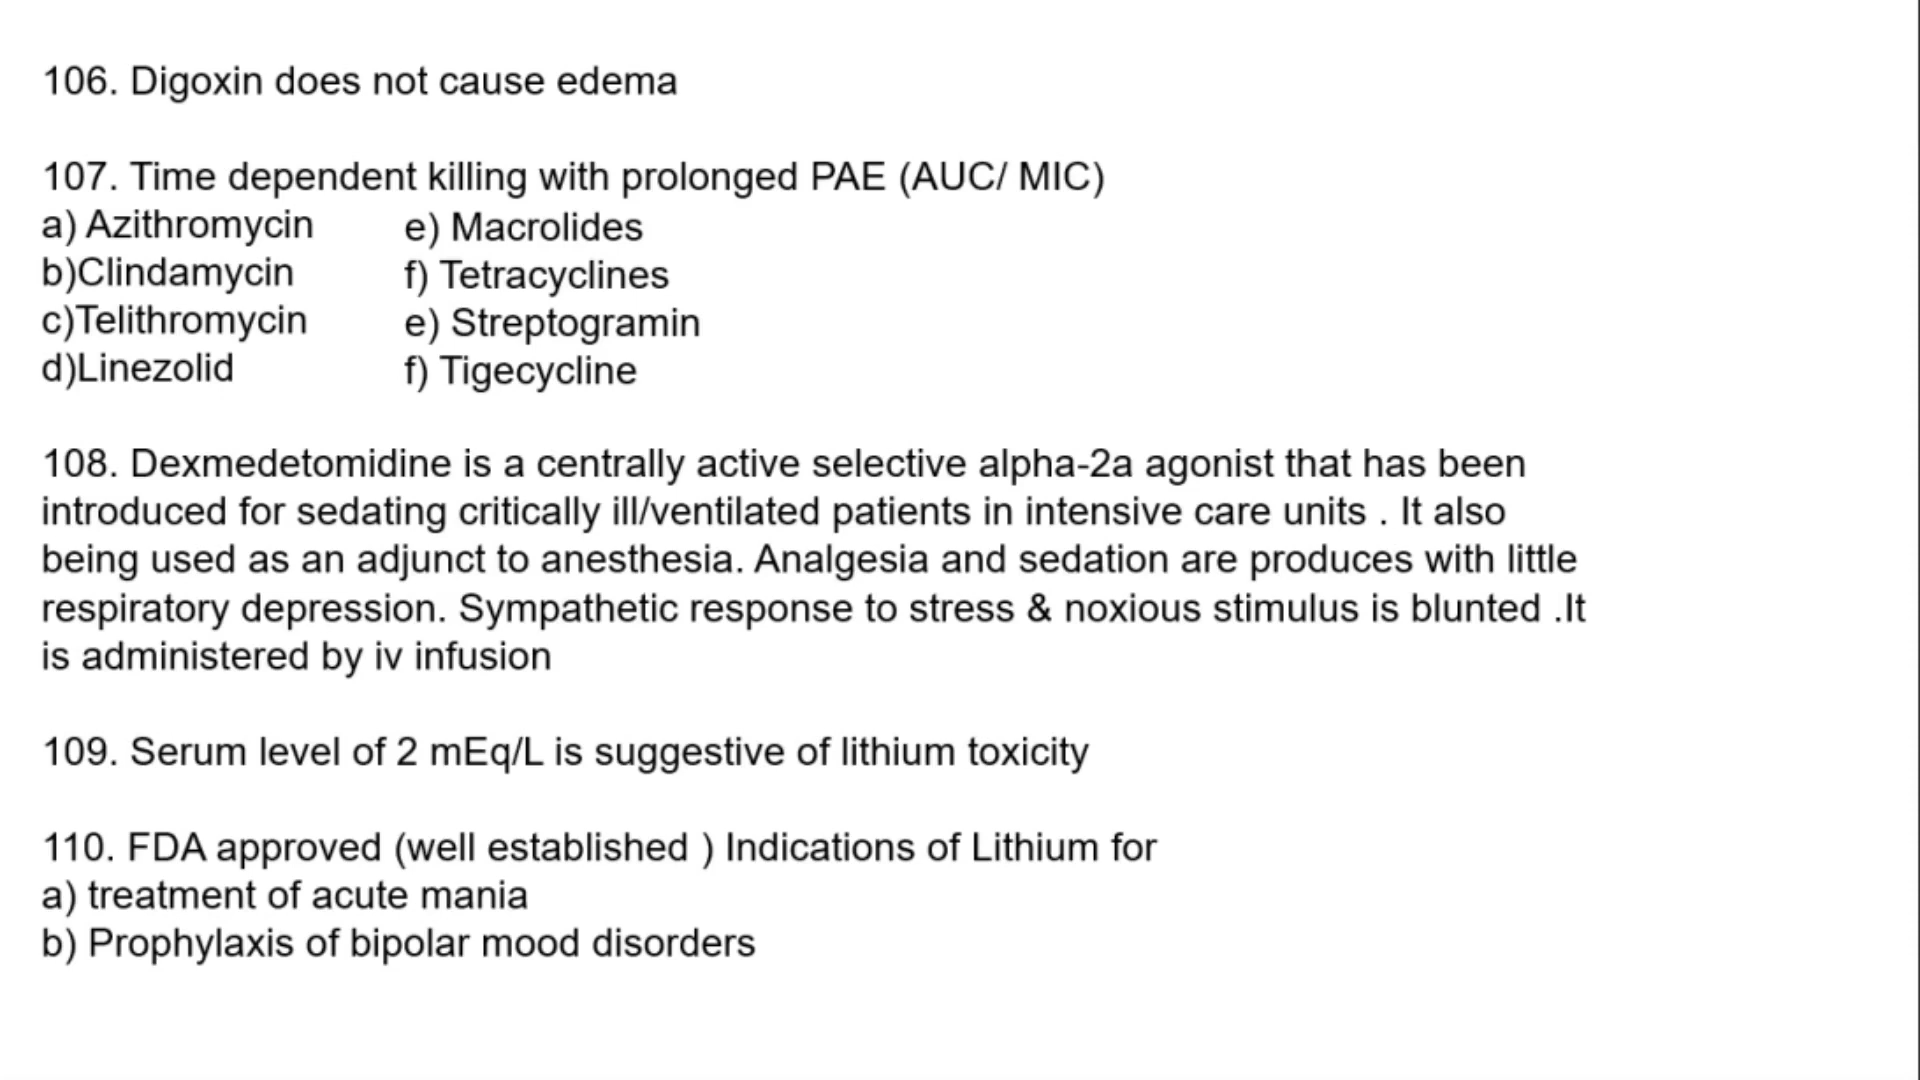 106. Digoxin does not cause edema
107. Time dependent killing with prolonged PAE (AUC/ MIC)
a) Azithromycin
b)Clindamycin
c)Telithromycin
d)Linezolid
e) Macrolides
f) Tetracyclines
e) Streptogramin
f) Tigecycline
108. Dexmedetomidine is a centrally active selective alpha-2a agonist that has been
introduced for sedating critically ill/ventilated patients in intensive care units . It also
being used as an adjunct to anesthesia. Analgesia and sedation are produces with little
respiratory depression. Sympathetic response to stress & noxious stimulus is blunted .It
is administered by iv infusion
109. Serum level of 2 mEq/L is suggestive of lithium toxicity
110. FDA approved (well established ) Indications of Lithium for
a) treatment of acute mania
b) Prophylaxis of bipolar mood disorders